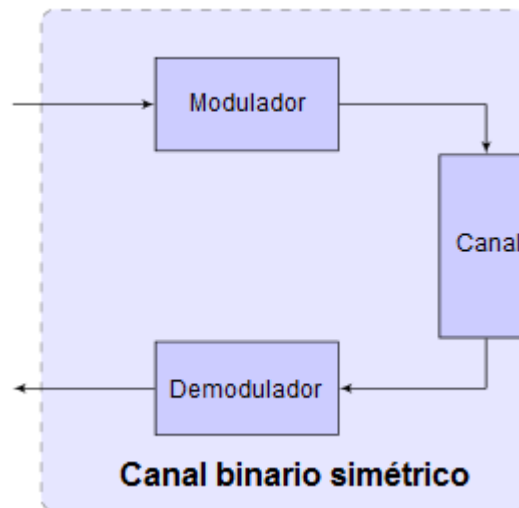 Modulador
Canal
Demodulador
Canal binario simétrico